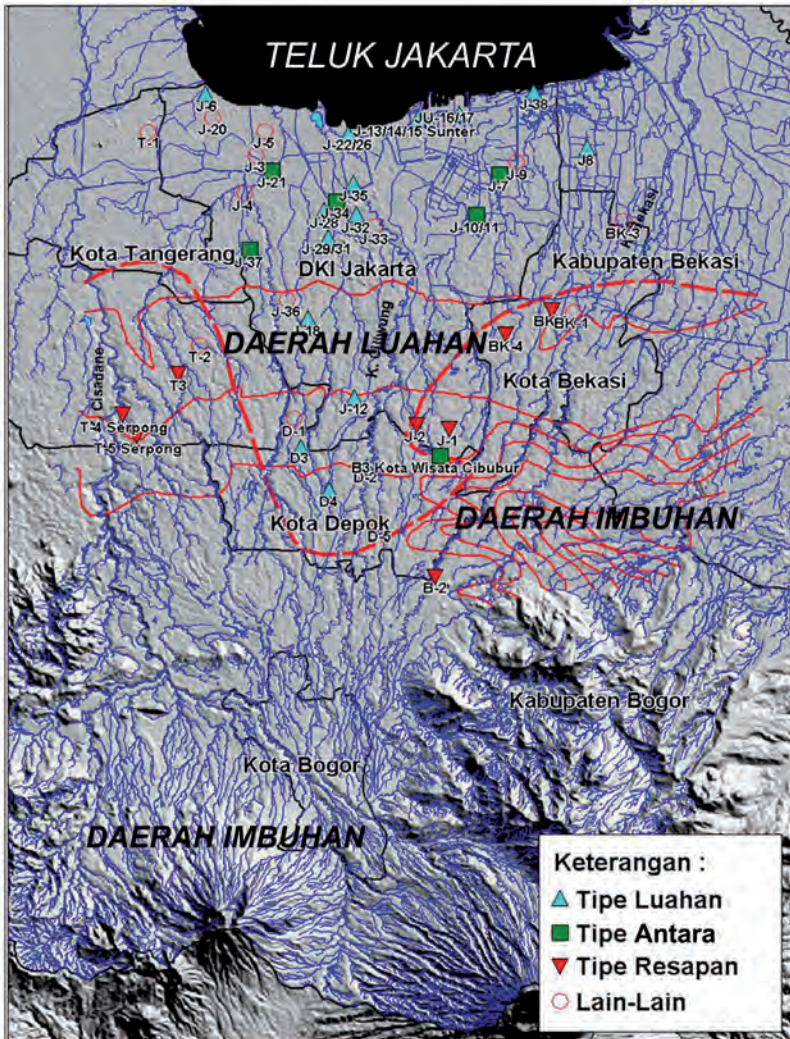 TELUK JAKARTA
J-6
J-38
J-20
JU-16/17
T-1
J-5
J-13/14/15 Sunter
J-22/26
J-3
J8
J-21
J-9
J-7
J-35
J-4
J-34
J-28
J-32
J-10/11
J-33
J-29/31
Kota Tangerang
J-37
DKI Jakarta
Kabupaten Bekasi
J-36
BK-1
BK-4
DAERAH LUAHAN
T-2
T3
Kota Bekasi
Cisadane
J-12
T-4 Serpong
D-1
J-2
J-1
T-5 Serpong
D3
B3 Kota Wisata Cibubur
D-2
D4
Kota Depok
DAERAH IMBUHAN
D-5
B-2
Kabupaten Bogor
Kota Bogor
DAERAH IMBUHAN
Keterangan :
Tipe Luahan
Tipe Antara
Tipe Resapan
Lain-Lain